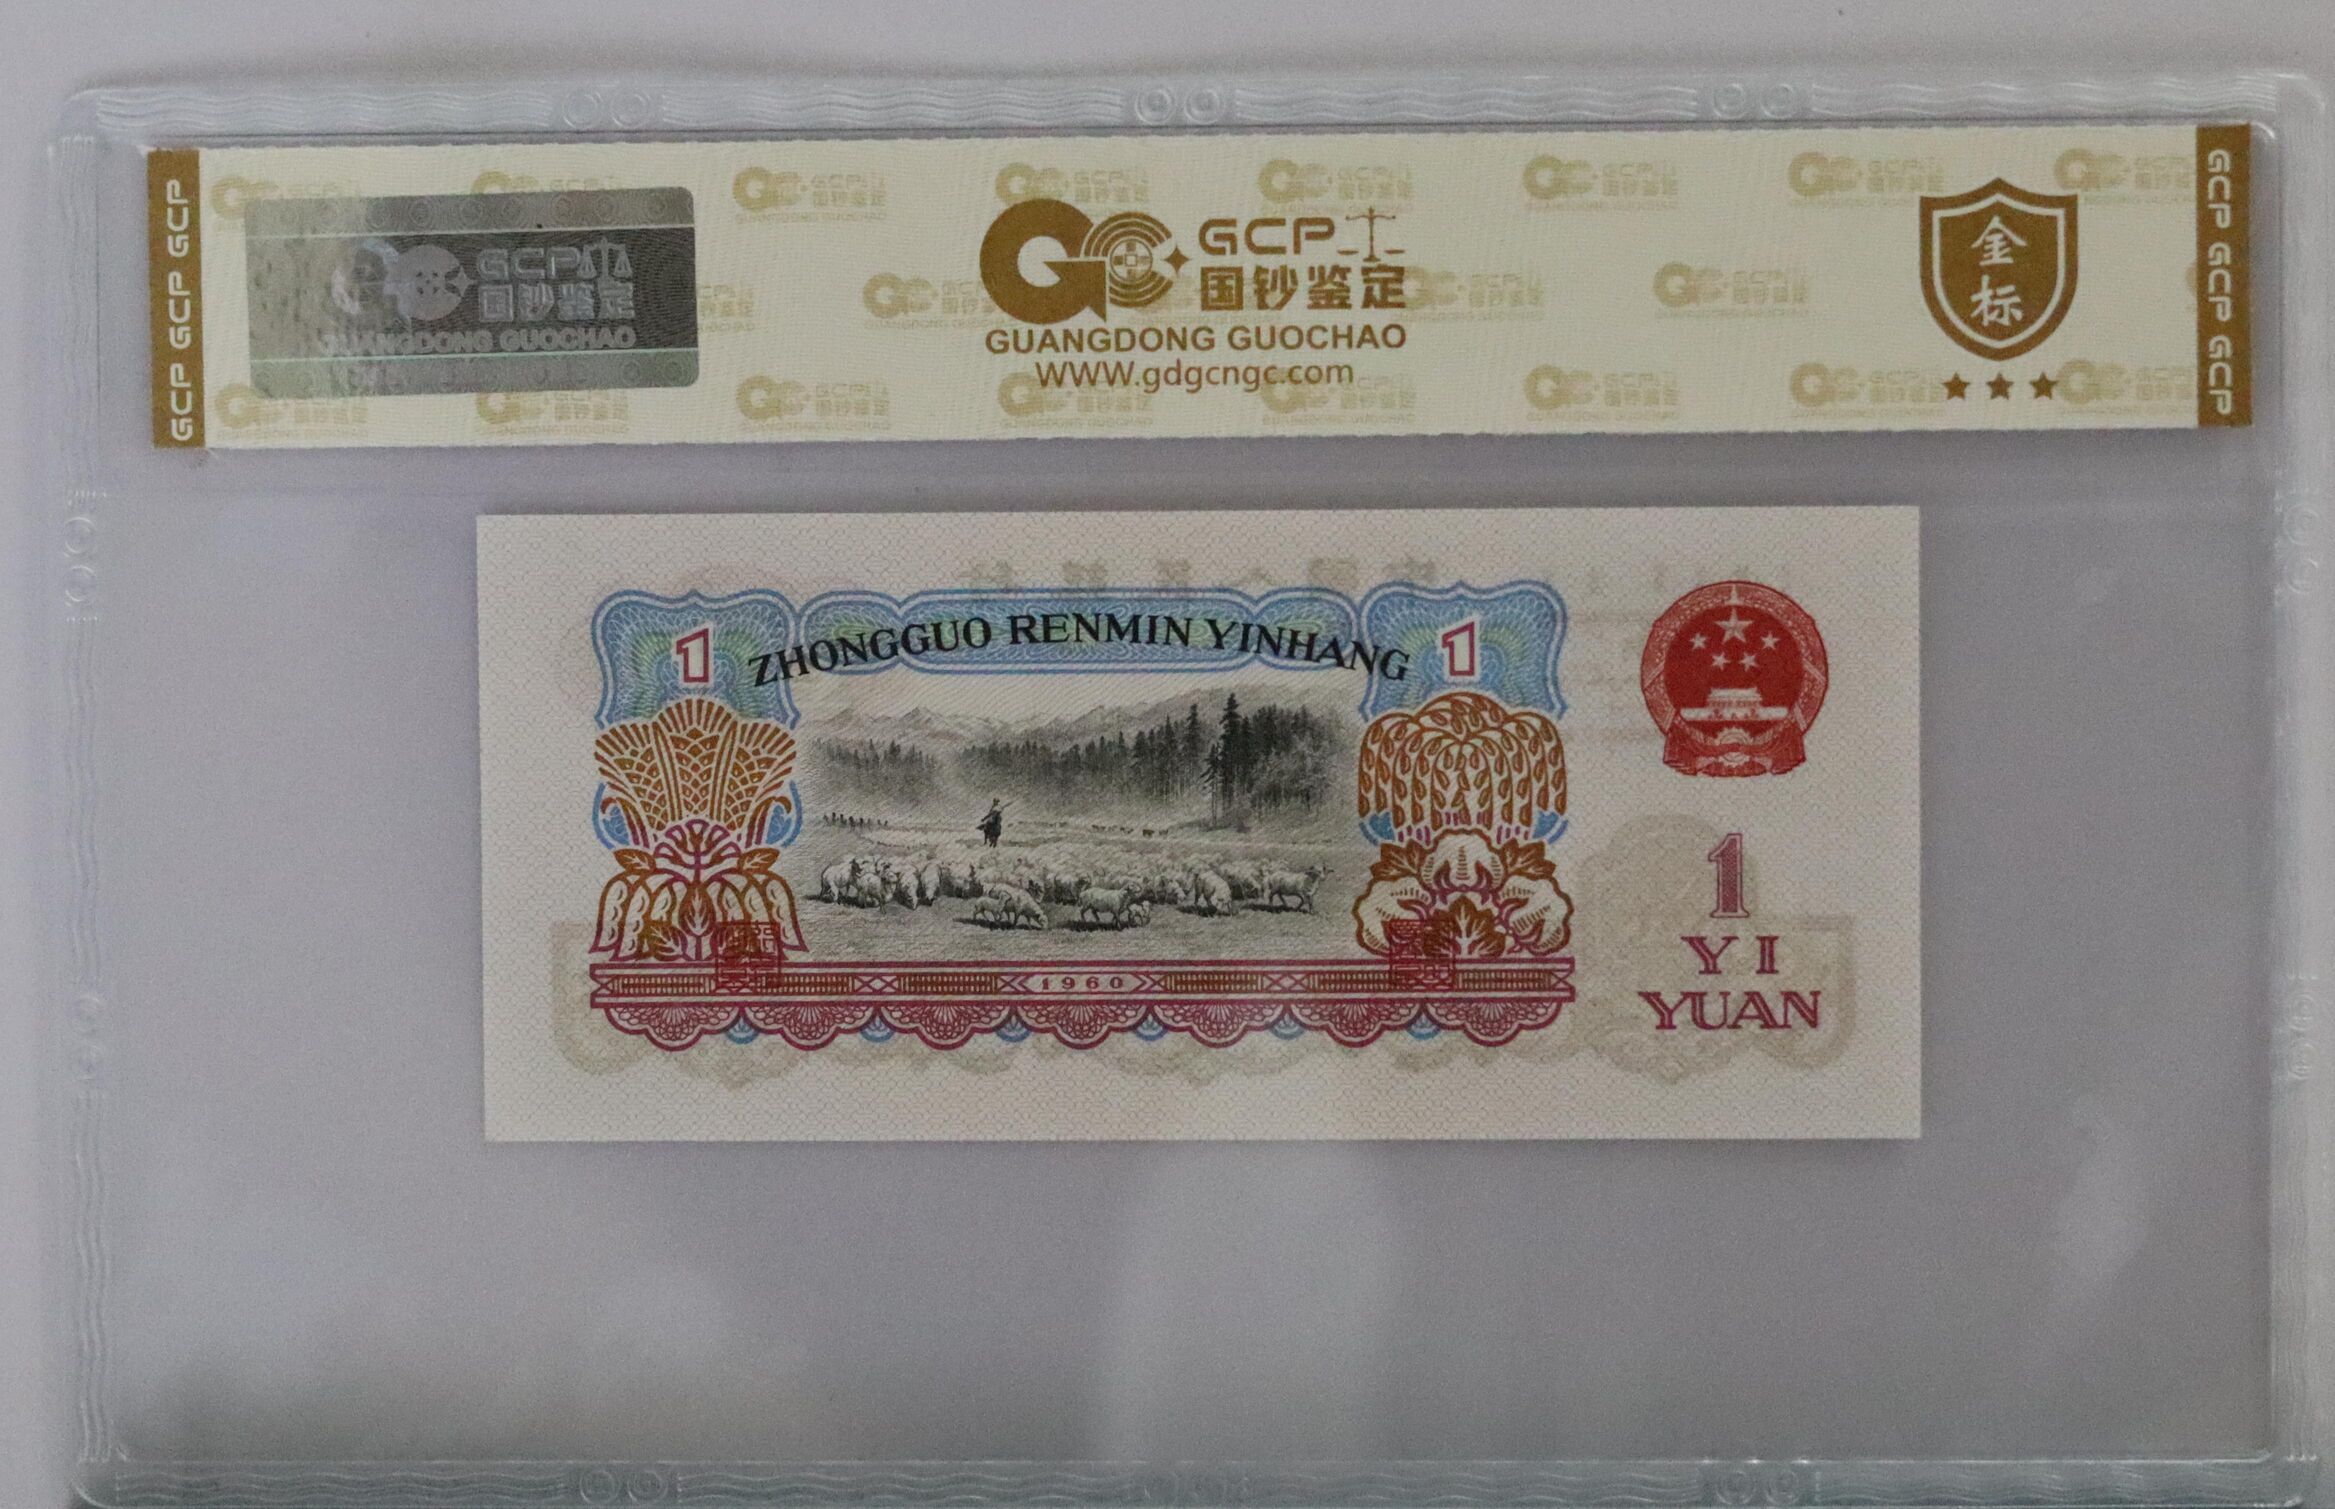 GCP GCP GCP
GCP
国钞鉴定
GUANGDONG GUOCHAO
GCP
国钞鉴定
GUANGDONG GUOCHAO
WWW.gdgcngc.com
金
标
GCP GCP GCP
ZHONGGUO RENMIN YINHANG
1
1
1960
1
YI
YUAN